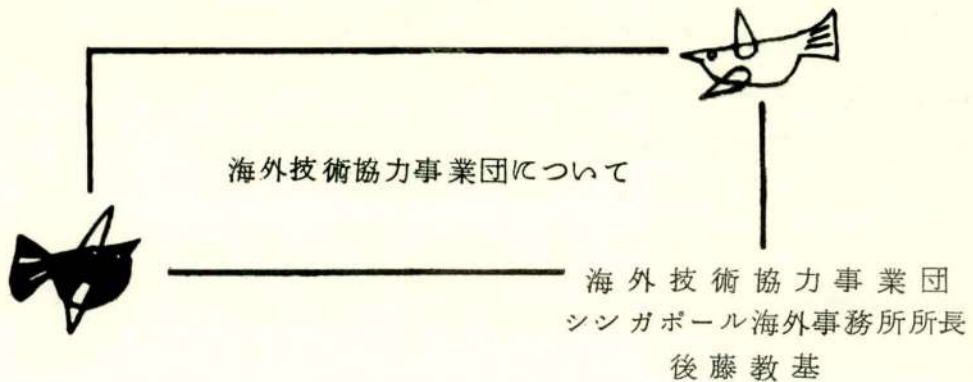 海外技術協力事業団について
海外技術協力事業団
シンガポール海外事務所所長
後藤教基